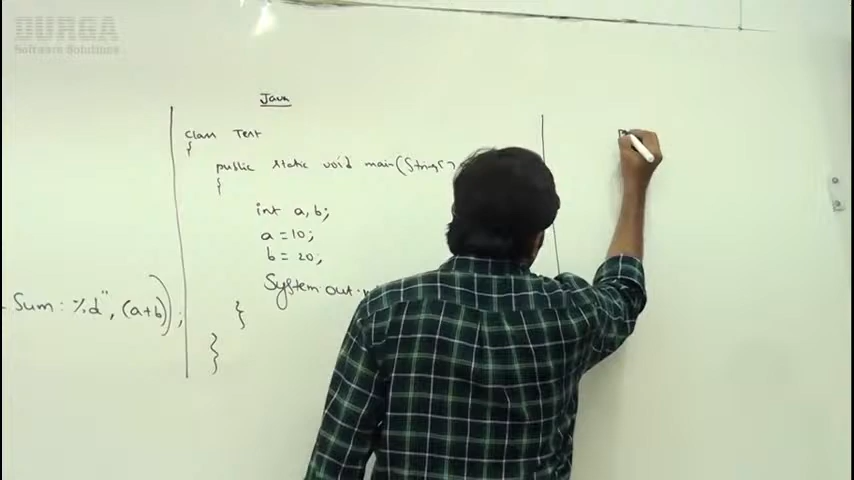 DURGA
Software Solutions
Java
class Test
{
public static void main(String[]
{
int a, b;
a = 10;
b = 20;
System.out.
}
}
Sum : %d", (a+b));